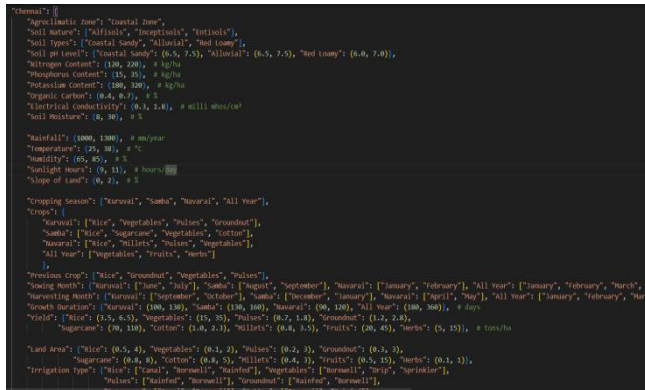 "Chennai": {
"Agroclimatic Zone": "Coastal Zone",
"Soil Nature": ["Alfisols", "Inceptisols", "Entisols"],
"Soil Types": ["Coastal Sandy", "Alluvial", "Red Loamy"],
"Soil pH Level": {"Coastal Sandy": (6.5, 7.5), "Alluvial": (6.5, 7.5), "Red Loamy": (6.0, 7.0)},
"Nitrogen Content": (120, 220), # kg/ha
"Phosphorus Content": (15, 35), # kg/ha
"Potassium Content": (180, 320), # kg/ha
"Organic Carbon": (0.4, 0.7), # %
"Electrical Conductivity": (0.3, 1.8), # milli mhos/cm²
"Soil Moisture": (8, 30), # %
"Rainfall": (1000, 1300), # mm/year
"Temperature": (25, 38), # °C
"Humidity": (65, 85), # %
"Sunlight Hours": (9, 11), # hours/day
"Slope of Land": (0, 2), # %
"Cropping Season": ["Kuruvai", "Samba", "Navarai", "All Year"],
"Crops": {
"Kuruvai": ["Rice", "Vegetables", "Pulses", "Groundnut"],
"Samba": ["Rice", "Sugarcane", "Vegetables", "Cotton"],
"Navarai": ["Rice", "Millets", "Pulses", "Vegetables"],
"All Year": ["Vegetables", "Fruits", "Herbs"]
},
"Previous Crop": ["Rice", "Groundnut", "Vegetables", "Pulses"],
"Sowing Month": {"Kuruvai": ["June", "July"], "Samba": ["August", "September"], "Navarai": ["January", "February"], "All Year": ["January", "February", "March",
"Harvesting Month": {"Kuruvai": ["September", "October"], "Samba": ["December", "January"], "Navarai": ["April", "May"], "All Year": ["January", "February", "Mar
"Growth Duration": {"Kuruvai": (100, 130), "Samba": (130, 160), "Navarai": (90, 120), "All Year": (180, 360)}, # days
"Yield": {"Rice": (3.5, 6.5), "Vegetables": (15, 35), "Pulses": (0.7, 1.8), "Groundnut": (1.2, 2.8),
"Sugarcane": (70, 110), "Cotton": (1.0, 2.3), "Millets": (0.8, 3.5), "Fruits": (20, 45), "Herbs": (5, 15)}, # tons/ha
"Land Area": {"Rice": (0.5, 4), "Vegetables": (0.1, 2), "Pulses": (0.2, 3), "Groundnut": (0.3, 3),
"Sugarcane": (0.8, 8), "Cotton": (0.8, 5), "Millets": (0.4, 3), "Fruits": (0.5, 15), "Herbs": (0.1, 1)},
"Irrigation Type": {"Rice": ["Canal", "Borewell", "Rainfed"], "Vegetables": ["Borewell", "Drip", "Sprinkler"],
"Pulses": ["Rainfed", "Borewell"], "Groundnut": ["Rainfed", "Borewell"],